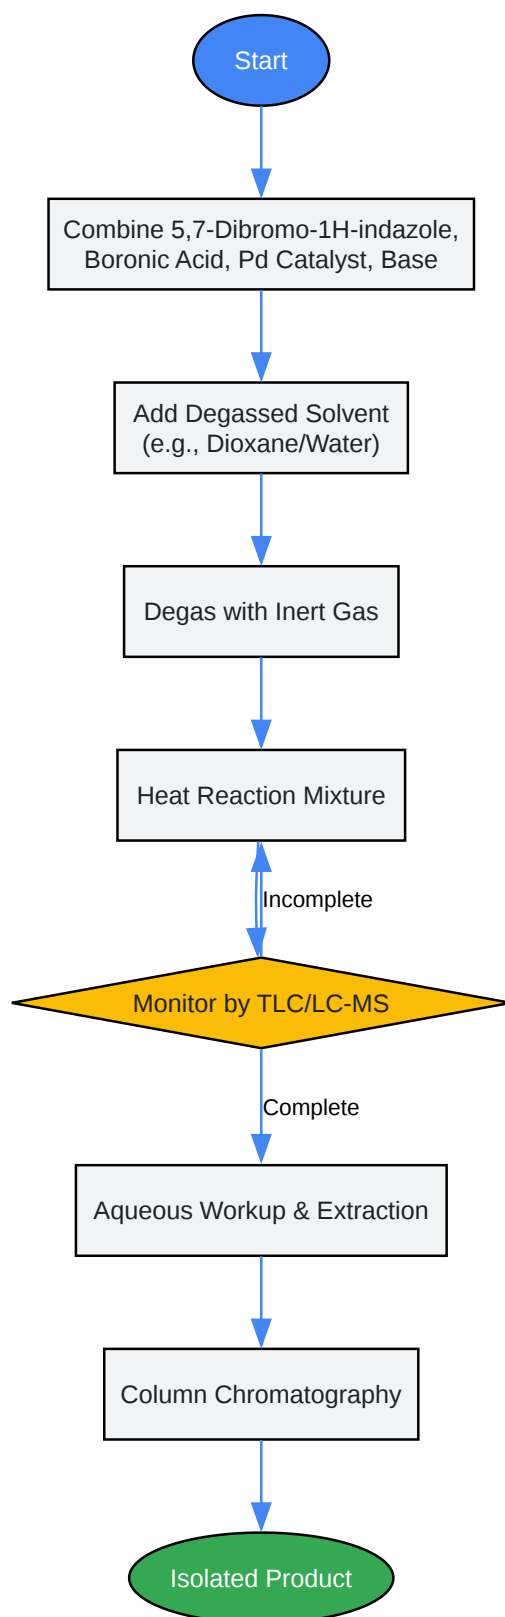 Start
Combine 5,7-Dibromo-1H-indazole,
Boronic Acid, Pd Catalyst, Base
Add Degassed Solvent
(e.g., Dioxane/Water)
Degas with Inert Gas
Heat Reaction Mixture
Incomplete
Monitor by TLC/LC-MS
Complete
Aqueous Workup & Extraction
Column Chromatography
Isolated Product